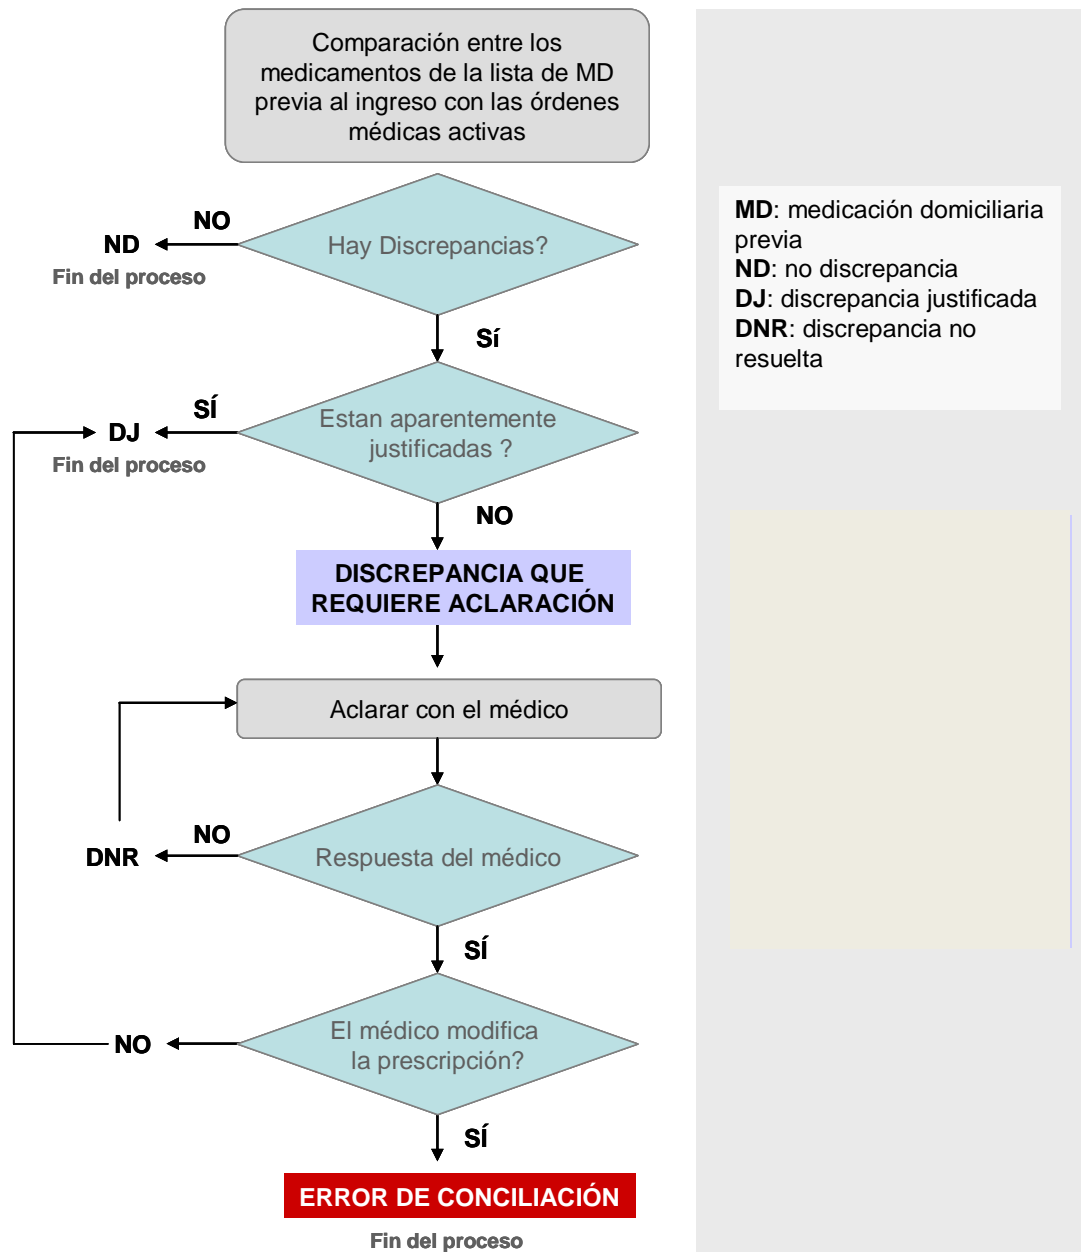 Comparación entre los
medicamentos de la lista de MD
previa al ingreso con las órdenes
médicas activas
Hay Discrepancias?
NO
ND
Fin del proceso
Sí
Estan aparentemente
justificadas ?
SÍ
DJ
Fin del proceso
NO
DISCREPANCIA QUE
REQUIERE ACLARACIÓN
Aclarar con el médico
Respuesta del médico
NO
DNR
SÍ
El médico modifica
la prescripción?
NO
SÍ
ERROR DE CONCILIACIÓN
Fin del proceso
MD: medicación domiciliaria
previa
ND: no discrepancia
DJ: discrepancia justificada
DNR: discrepancia no
resuelta